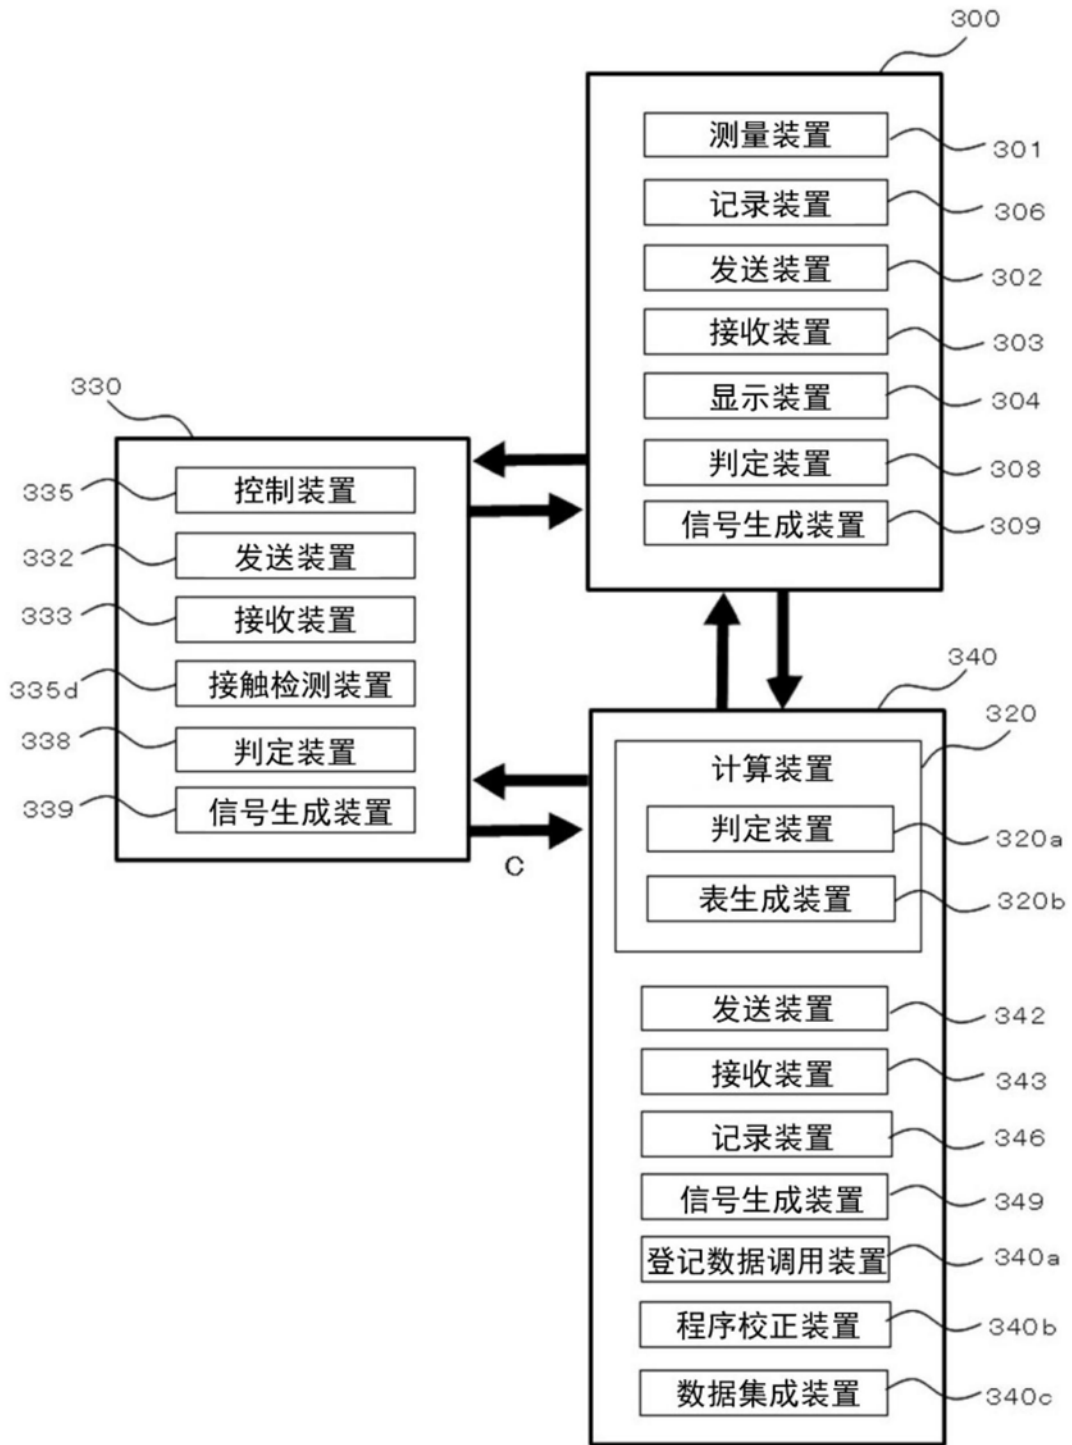 300
测量装置
301
记录装置
306
发送装置
302
接收装置
303
显示装置
304
判定装置
308
信号生成装置
309
330
335
控制装置
332
发送装置
333
接收装置
335d
接触检测装置
338
判定装置
339
信号生成装置
C
340
320
计算装置
判定装置
320a
表生成装置
320b
发送装置
342
接收装置
343
记录装置
346
信号生成装置
349
登记数据调用装置
340a
程序校正装置
340b
数据集成装置
340c